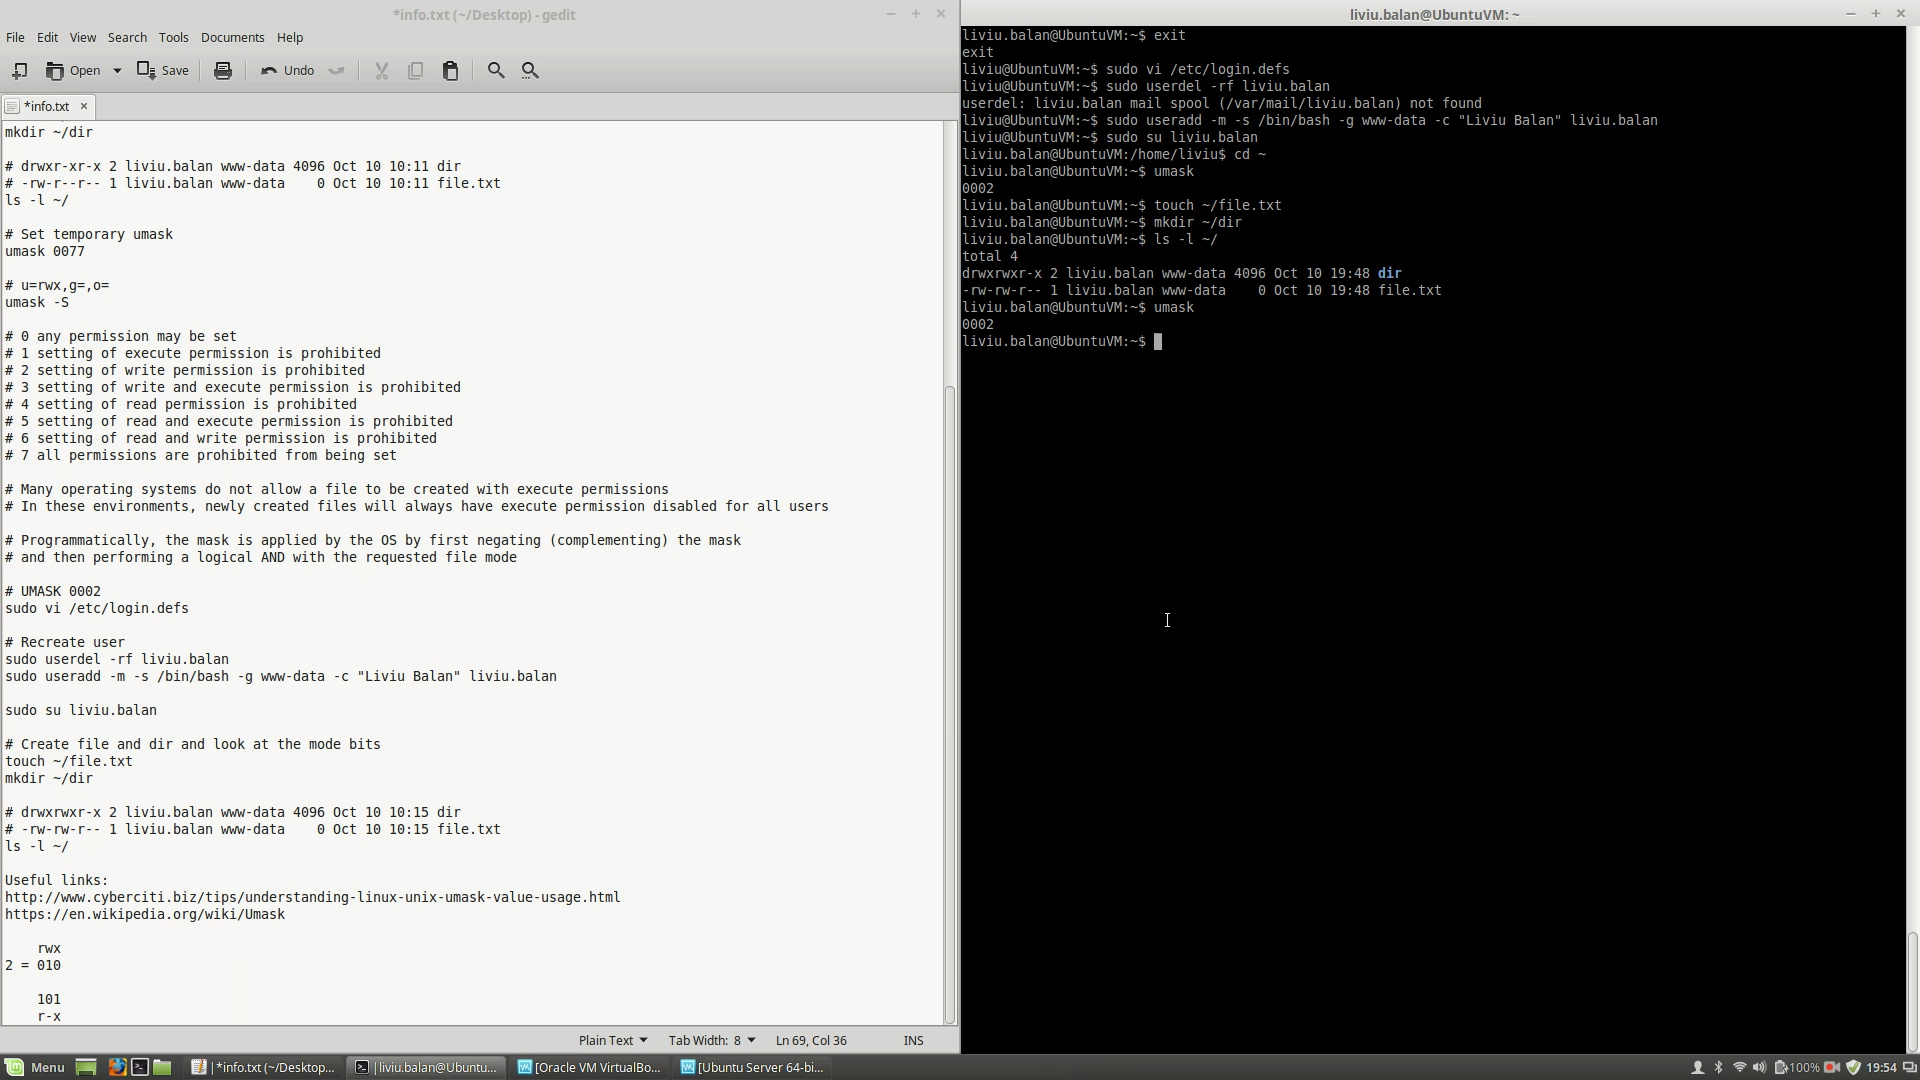 *info.txt (~/Desktop) - gedit
File Edit View Search Tools Documents Help
Open Save Undo
*info.txt ×
mkdir ~/dir
# drwxr-xr-x 2 liviu.balan www-data 4096 Oct 10 10:11 dir
# -rw-r--r-- 1 liviu.balan www-data    0 Oct 10 10:11 file.txt
ls -l ~/
# Set temporary umask
umask 0077
# u=rwx,g=,o=
umask -S
# 0 any permission may be set
# 1 setting of execute permission is prohibited
# 2 setting of write permission is prohibited
# 3 setting of write and execute permission is prohibited
# 4 setting of read permission is prohibited
# 5 setting of read and execute permission is prohibited
# 6 setting of read and write permission is prohibited
# 7 all permissions are prohibited from being set
# Many operating systems do not allow a file to be created with execute permissions
# In these environments, newly created files will always have execute permission disabled for all users
# Programmatically, the mask is applied by the OS by first negating (complementing) the mask
# and then performing a logical AND with the requested file mode
# UMASK 0002
sudo vi /etc/login.defs
# Recreate user
sudo userdel -rf liviu.balan
sudo useradd -m -s /bin/bash -g www-data -c "Liviu Balan" liviu.balan
sudo su liviu.balan
# Create file and dir and look at the mode bits
touch ~/file.txt
mkdir ~/dir
# drwxrwxr-x 2 liviu.balan www-data 4096 Oct 10 10:15 dir
# -rw-rw-r-- 1 liviu.balan www-data    0 Oct 10 10:15 file.txt
ls -l ~/
Useful links:
http://www.cyberciti.biz/tips/understanding-linux-unix-umask-value-usage.html
https://en.wikipedia.org/wiki/Umask
rwx
2 = 010
101
r-x
Plain Text Tab Width: 8 Ln 69, Col 36 INS
liviu.balan@UbuntuVM: ~
liviu.balan@UbuntuVM:~$ exit
exit
liviu@UbuntuVM:~$ sudo vi /etc/login.defs
liviu@UbuntuVM:~$ sudo userdel -rf liviu.balan
userdel: liviu.balan mail spool (/var/mail/liviu.balan) not found
liviu@UbuntuVM:~$ sudo useradd -m -s /bin/bash -g www-data -c "Liviu Balan" liviu.balan
liviu@UbuntuVM:~$ sudo su liviu.balan
liviu.balan@UbuntuVM:/home/liviu$ cd ~
liviu.balan@UbuntuVM:~$ umask
0002
liviu.balan@UbuntuVM:~$ touch ~/file.txt
liviu.balan@UbuntuVM:~$ mkdir ~/dir
liviu.balan@UbuntuVM:~$ ls -l ~/
total 4
drwxrwxr-x 2 liviu.balan www-data 4096 Oct 10 19:48 dir
-rw-rw-r-- 1 liviu.balan www-data    0 Oct 10 19:48 file.txt
liviu.balan@UbuntuVM:~$ umask
0002
liviu.balan@UbuntuVM:~$
Menu *info.txt (~/Desktop... liviu.balan@Ubuntu... [Oracle VM VirtualBo... [Ubuntu Server 64-bi... 100% 19:54